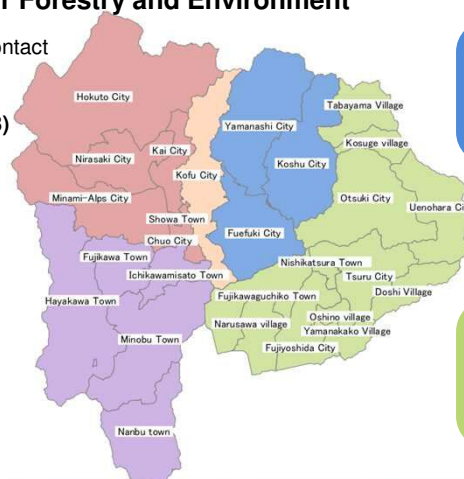 Forestry and Environment
ontact
Hokuto City
Tabayama Village
Yamanashi City
Kosuge village
Kai City
Nirasaki City
Koshu City
Kofu City
Minami-Alps City
Otsuki City
Uenohara Ci
Showa Town
Fuefuki City
Chuo City
Fujikawa Town
Nishikatsura Town
Ichikawamisato Town
Tsuru City
Doshi Village
Hayakawa Town
Fujikawaguchiko Town
Oshino village
Narusawa village
Yamanakako Village
Minobu Town
Fujiyoshida City
Nanbu town